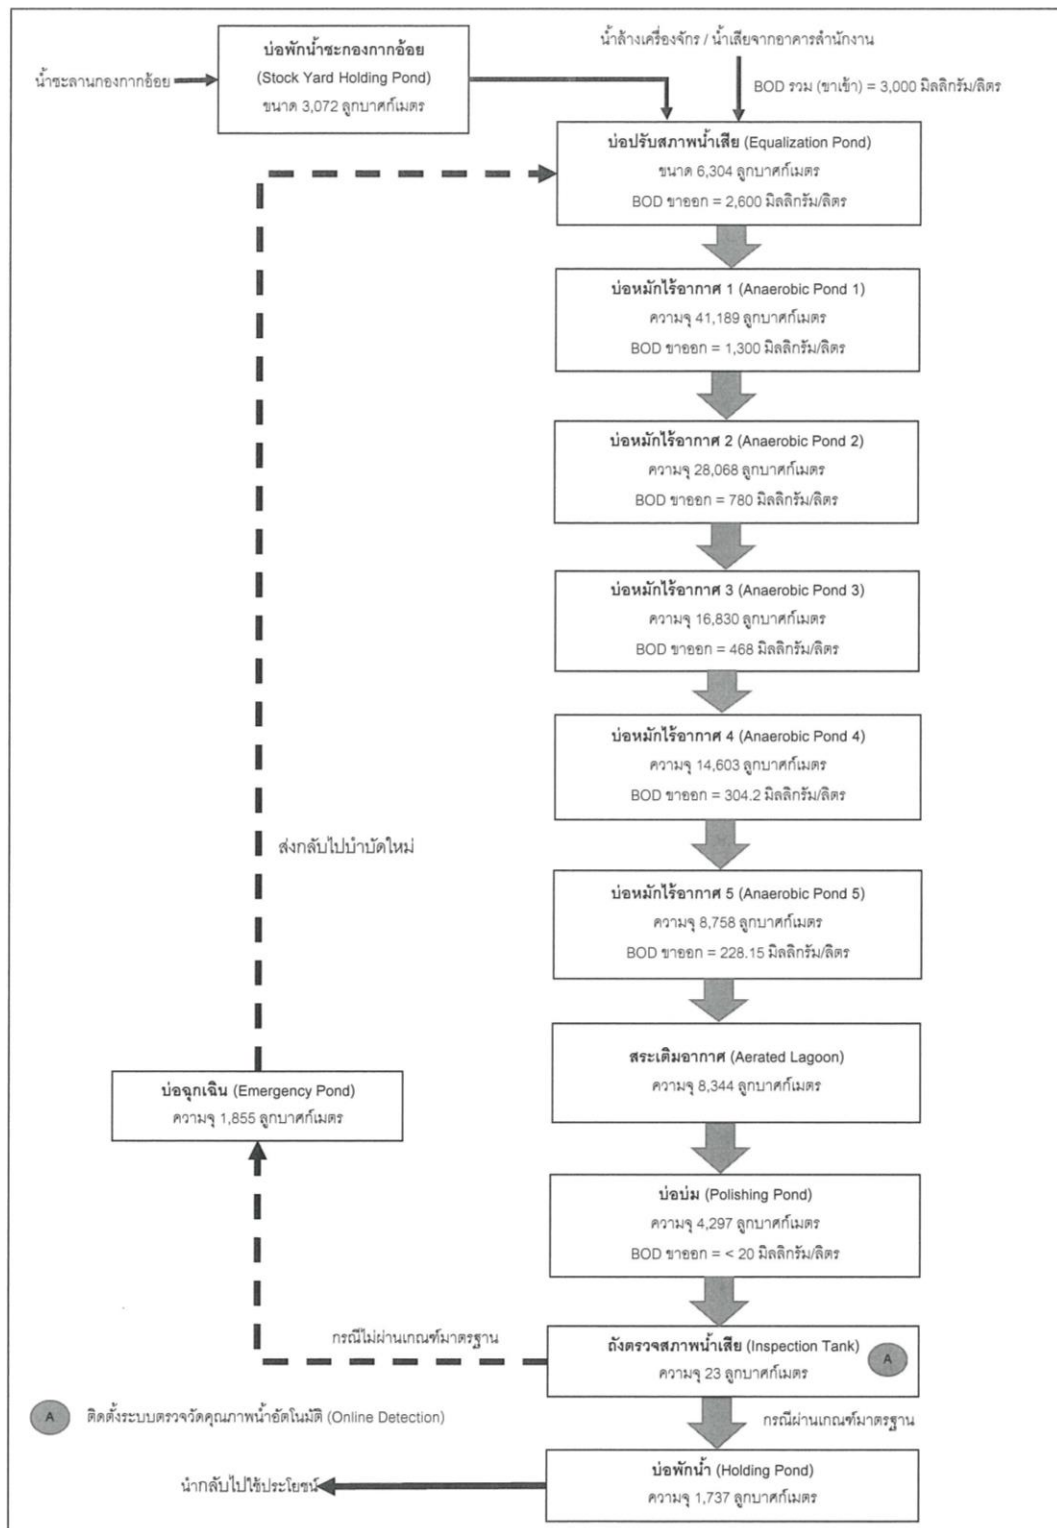 น้ำล้างเครื่องจักร / น้ำเสียจากอาคารสำนักงาน
น้ำชะลานกองกากอ้อย
บ่อพักน้ำชะกองกากอ้อย
(Stock Yard Holding Pond)
ขนาด 3,072 ลูกบาศก์เมตร
BOD รวม (ขาเข้า) = 3,000 มิลลิกรัม/ลิตร
บ่อปรับสภาพน้ำเสีย (Equalization Pond)
ขนาด 6,304 ลูกบาศก์เมตร
BOD ขาออก = 2,600 มิลลิกรัม/ลิตร
บ่อหมักไร้อากาศ 1 (Anaerobic Pond 1)
ความจุ 41,189 ลูกบาศก์เมตร
BOD ขาออก = 1,300 มิลลิกรัม/ลิตร
บ่อหมักไร้อากาศ 2 (Anaerobic Pond 2)
ความจุ 28,068 ลูกบาศก์เมตร
BOD ขาออก = 780 มิลลิกรัม/ลิตร
บ่อหมักไร้อากาศ 3 (Anaerobic Pond 3)
ความจุ 16,830 ลูกบาศก์เมตร
BOD ขาออก = 468 มิลลิกรัม/ลิตร
บ่อหมักไร้อากาศ 4 (Anaerobic Pond 4)
ความจุ 14,603 ลูกบาศก์เมตร
BOD ขาออก = 304.2 มิลลิกรัม/ลิตร
ส่งกลับไปบำบัดใหม่
บ่อหมักไร้อากาศ 5 (Anaerobic Pond 5)
ความจุ 8,758 ลูกบาศก์เมตร
BOD ขาออก = 228.15 มิลลิกรัม/ลิตร
สระเติมอากาศ (Aerated Lagoon)
ความจุ 8,344 ลูกบาศก์เมตร
บ่อฉุกเฉิน (Emergency Pond)
ความจุ 1,855 ลูกบาศก์เมตร
บ่อบ่ม (Polishing Pond)
ความจุ 4,297 ลูกบาศก์เมตร
BOD ขาออก = < 20 มิลลิกรัม/ลิตร
กรณีไม่ผ่านเกณฑ์มาตรฐาน
ถังตรวจสภาพน้ำเสีย (Inspection Tank)
ความจุ 23 ลูกบาศก์เมตร
A
A ติดตั้งระบบตรวจวัดคุณภาพน้ำอัตโนมัติ (Online Detection)
กรณีผ่านเกณฑ์มาตรฐาน
นำกลับไปใช้ประโยชน์
บ่อพักน้ำ (Holding Pond)
ความจุ 1,737 ลูกบาศก์เมตร